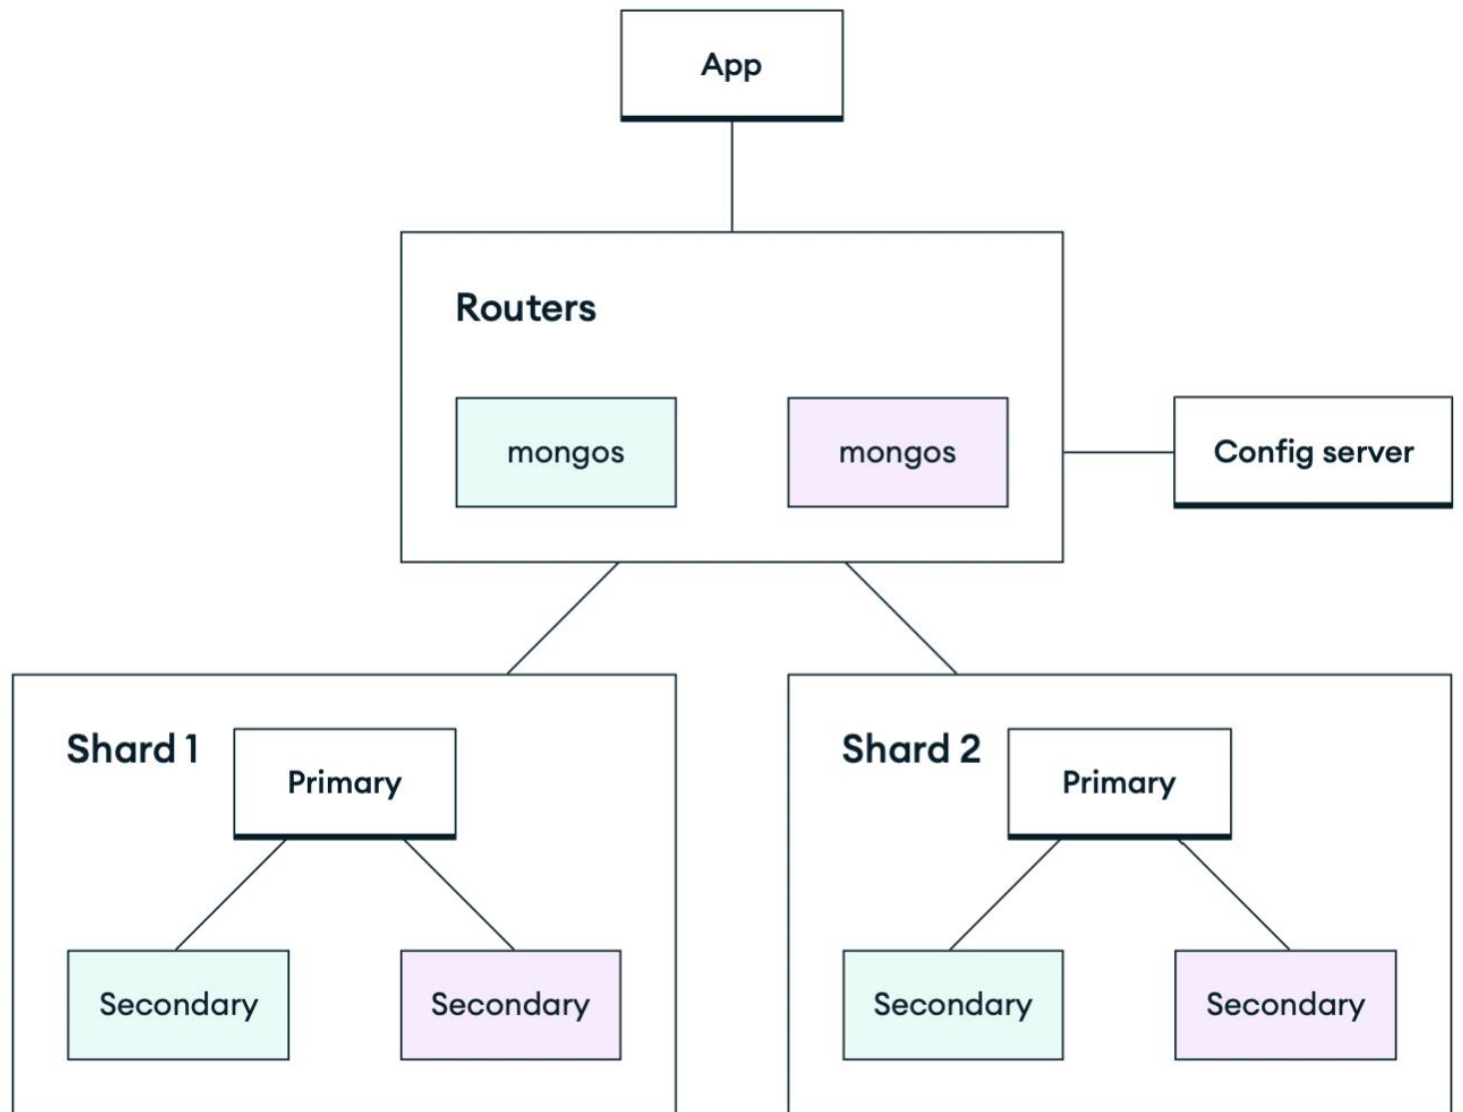 App
Routers
mongos
mongos
Config server
Shard 1
Primary
Secondary
Secondary
Shard 2
Primary
Secondary
Secondary